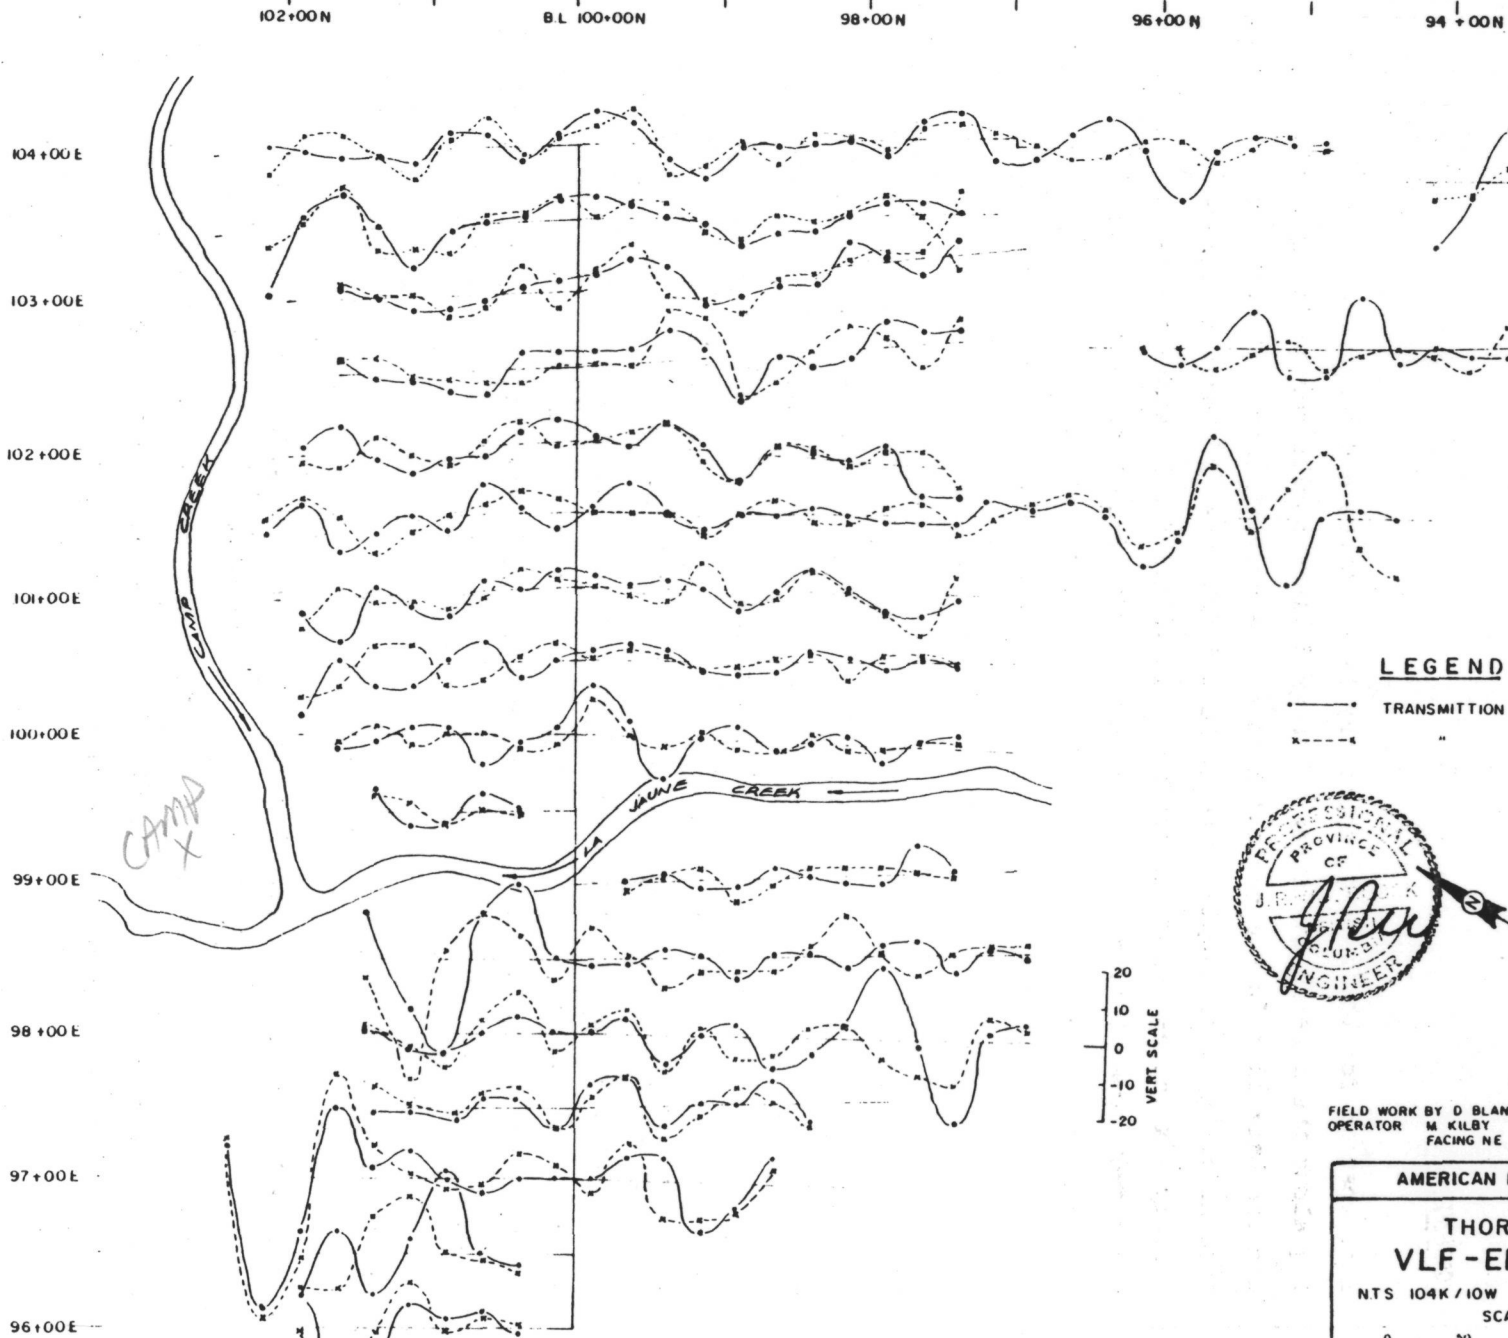 102+00N
B.L 100+00N
98+00N
96+00N
94+00N
104+00E
103+00E
102+00E
101+00E
100+00E
99+00E
98+00E
97+00E
96+00E
CAMP CREEK
LA JAUNE CREEK
CAMP
X
LEGEND
TRANSMITTION
"
PROFESSIONAL
PROVINCE
OF
COLUMBIA
ENGINEER
N
20
10
0
-10
-20
VERT. SCALE
FIELD WORK BY D BLAN
OPERATOR M KILBY
FACING NE
AMERICAN
THOR
VLF-E
N.T.S 104K/10W
SCA